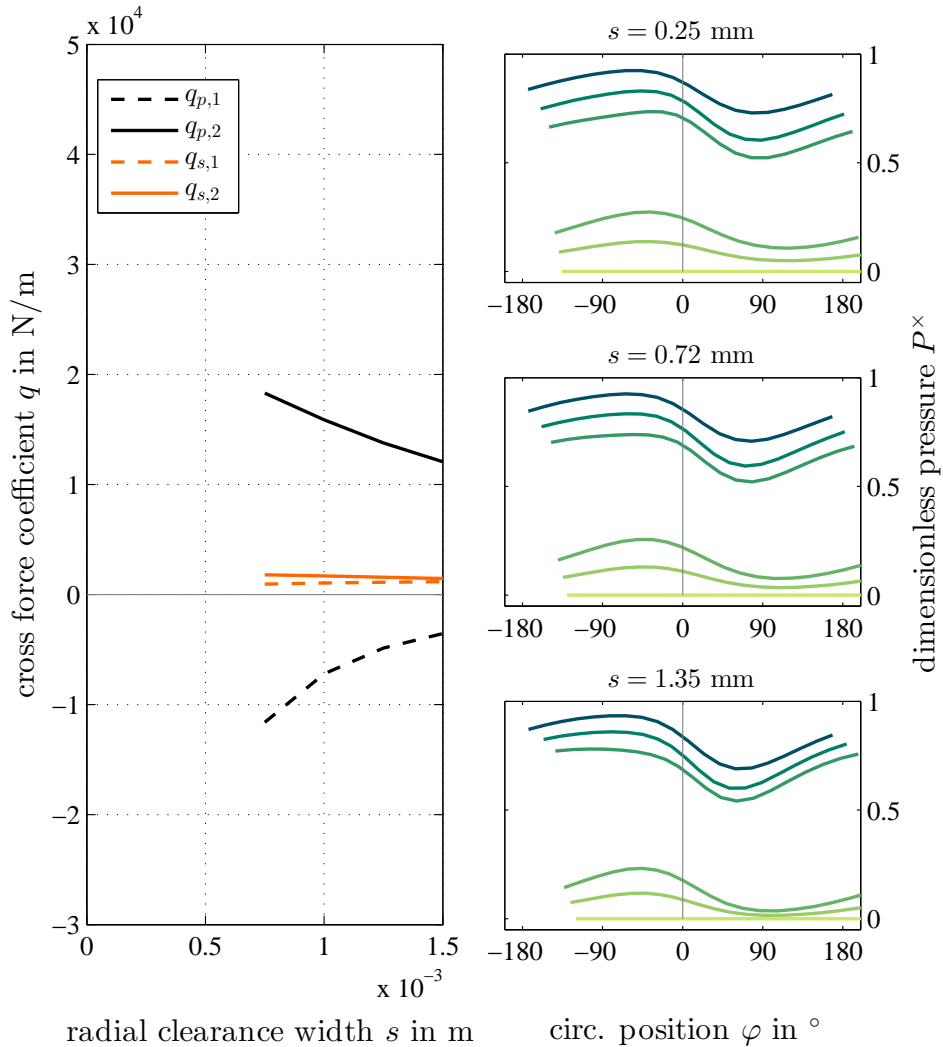 x 10⁴
5
4
3
2
1
0
−1
−2
−3
0
0.5
1
1.5
x 10⁻³
cross force coefficient q in N/m
radial clearance width s in m
q_{p,1}
q_{p,2}
q_{s,1}
q_{s,2}
s = 0.25 mm
1
0.5
0
−180
−90
0
90
180
s = 0.72 mm
1
0.5
0
−180
−90
0
90
180
s = 1.35 mm
1
0.5
0
−180
−90
0
90
180
dimensionless pressure P^×
circ. position φ in °